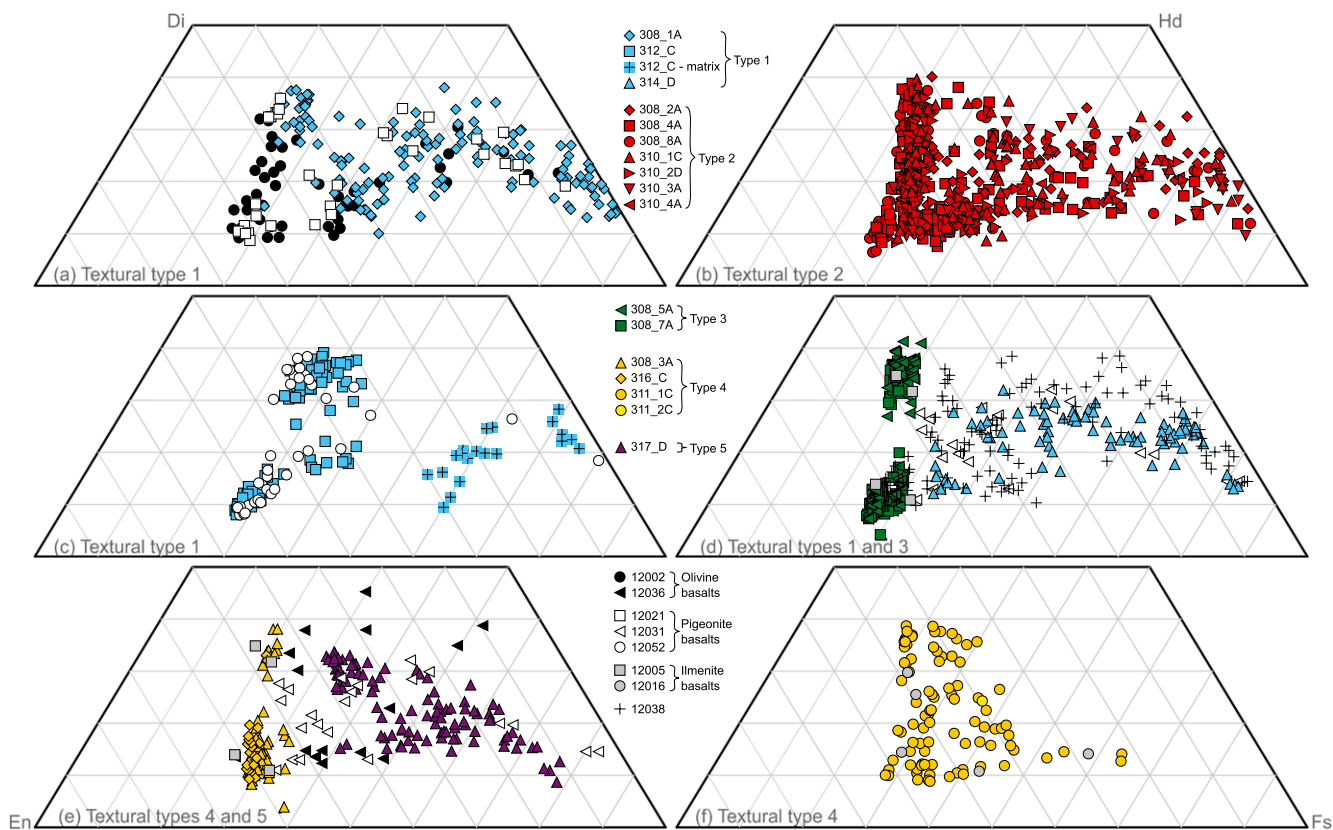 Di
Hd
308_1A
312_C
312_C - matrix
314_D
Type 1
308_2A
308_4A
308_8A
310_1C
310_2D
310_3A
310_4A
Type 2
(a) Textural type 1
(b) Textural type 2
308_5A
308_7A
Type 3
308_3A
316_C
311_1C
311_2C
Type 4
317_D
Type 5
(c) Textural type 1
(d) Textural types 1 and 3
12002
12036
Olivine
basalts
12021
12031
12052
Pigeonite
basalts
12005
12016
Ilmenite
basalts
12038
En
(e) Textural types 4 and 5
(f) Textural type 4
Fs